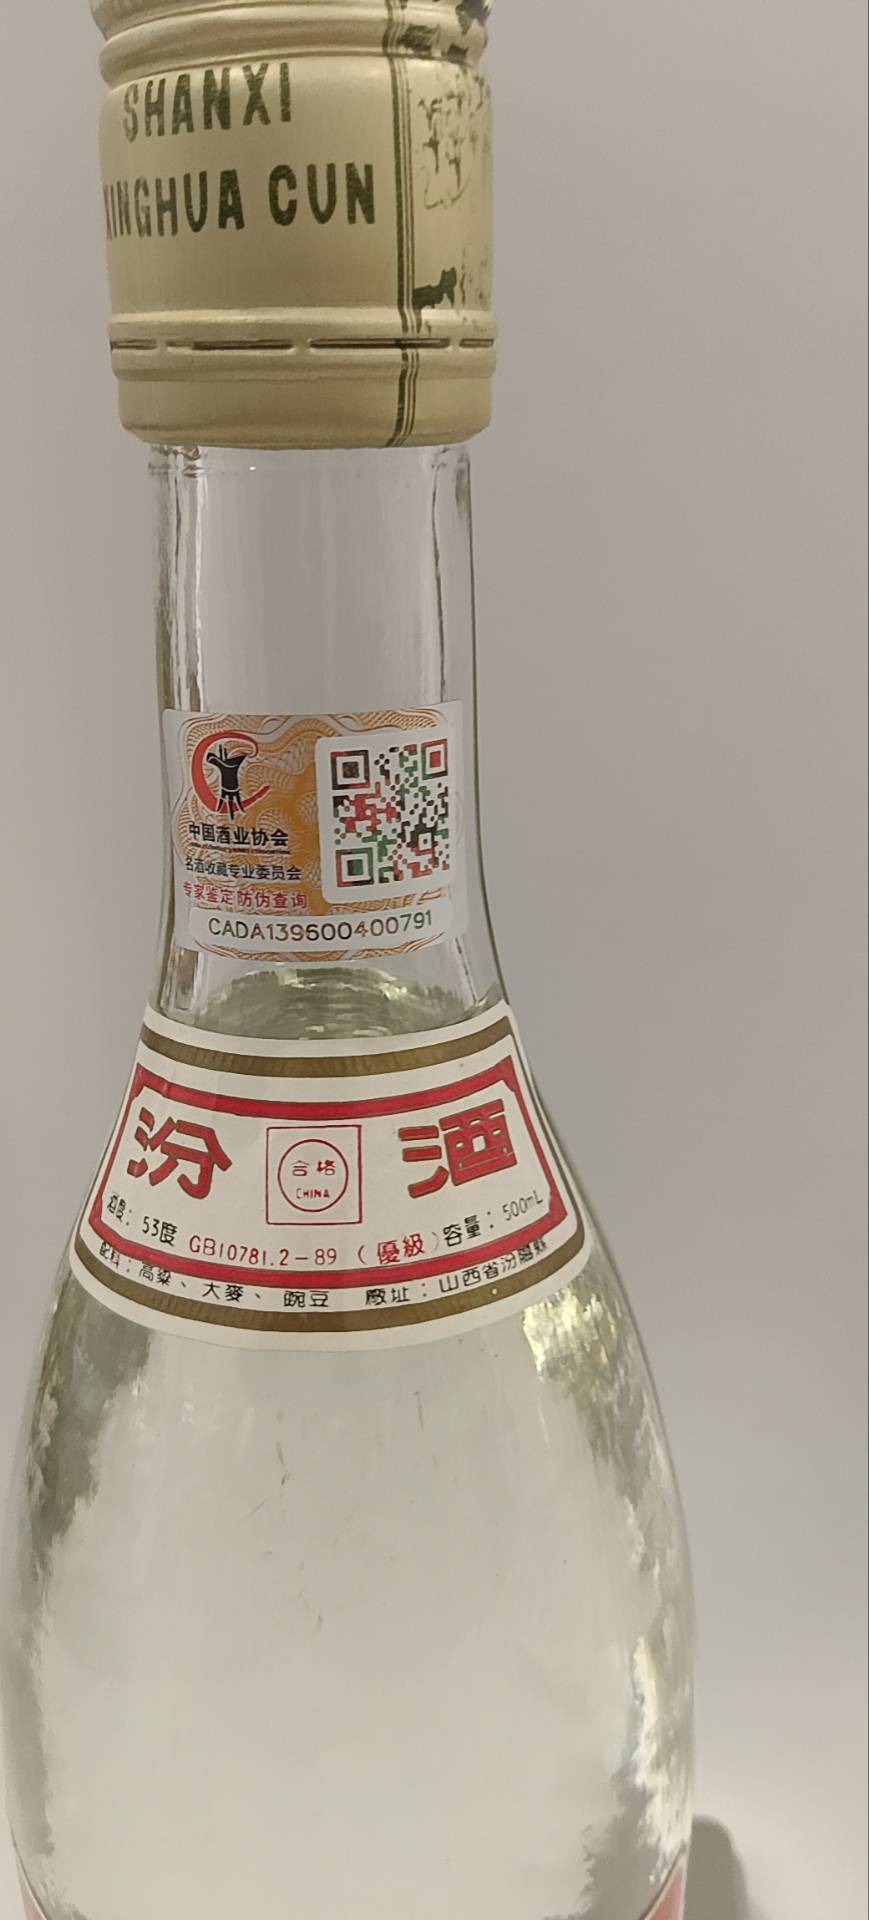 SHANXI
XINGHUA CUN
中国酒业协会
名酒收藏专业委员会
专家鉴定防伪查询
CADA139600400791
汾 酒
合格
CHINA
酒度：53度 GB10781.2-89（優級）容量：500mL
配料：高粱、大麥、豌豆 廠址：山西省汾陽縣